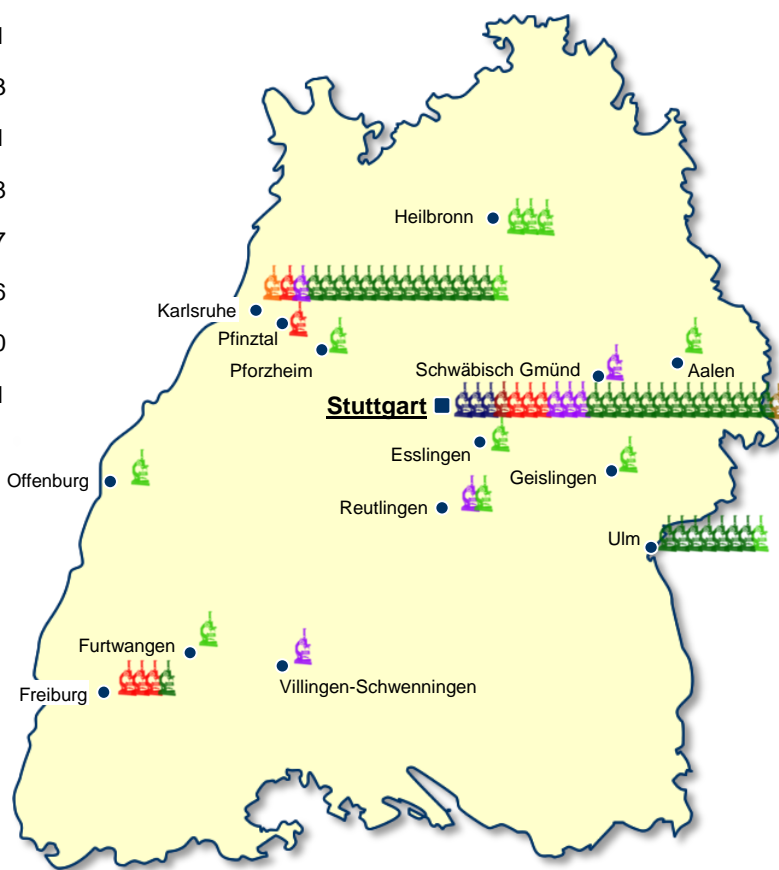 Heilbronn
Karlsruhe
Pfinztal
Pforzheim
Schwäbisch Gmünd
Aalen
Stuttgart
Esslingen
Geislingen
Offenburg
Reutlingen
Ulm
Furtwangen
Villingen-Schwenningen
Freiburg